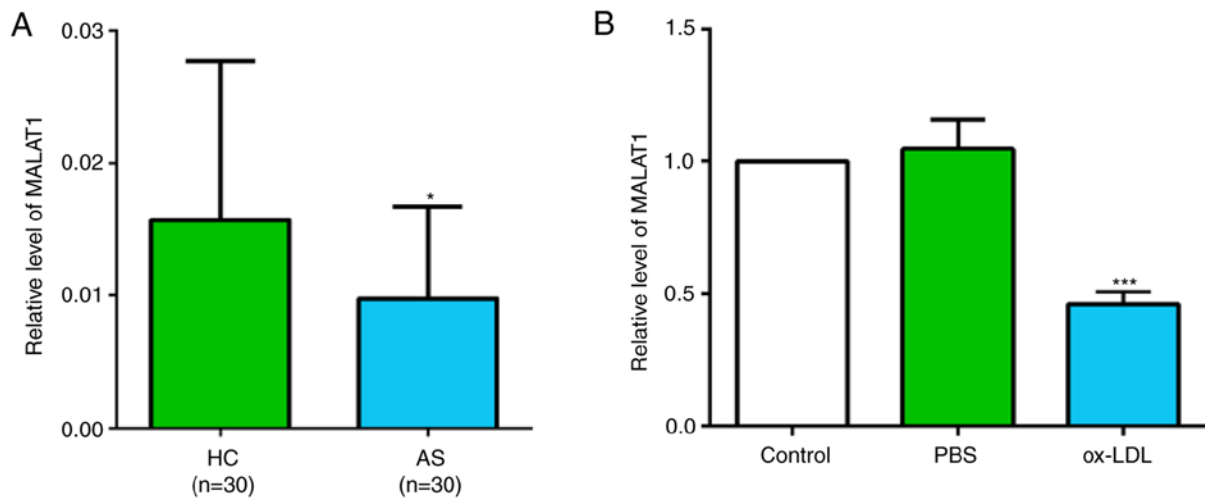 A
Relative level of MALAT1
0.03
0.02
0.01
0.00
*
HC
(n=30)
AS
(n=30)
B
Relative level of MALAT1
1.5
1.0
0.5
0.0
***
Control
PBS
ox-LDL